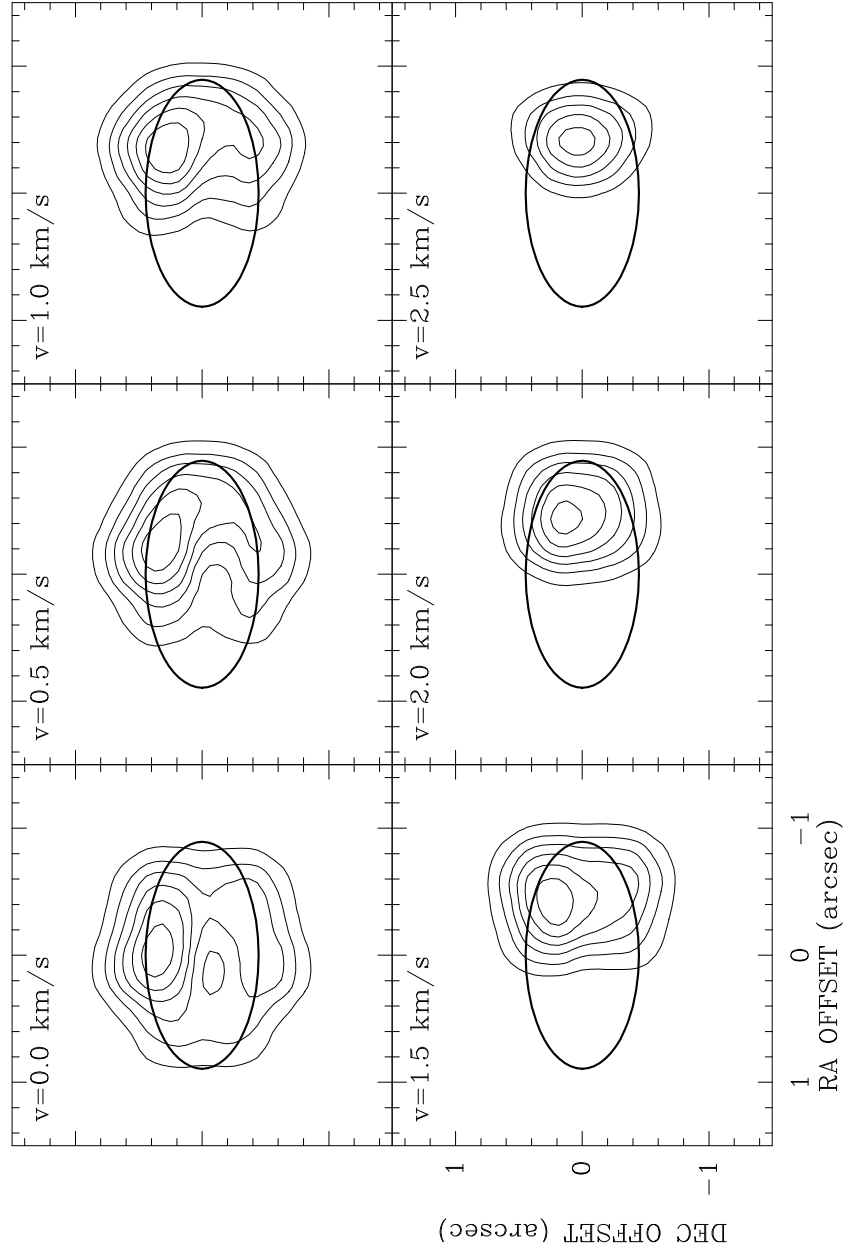 v=0.0 km/s
v=0.5 km/s
v=1.0 km/s
v=1.5 km/s
v=2.0 km/s
v=2.5 km/s
1
0
−1
DEC OFFSET (arcsec)
1
0
−1
RA OFFSET (arcsec)